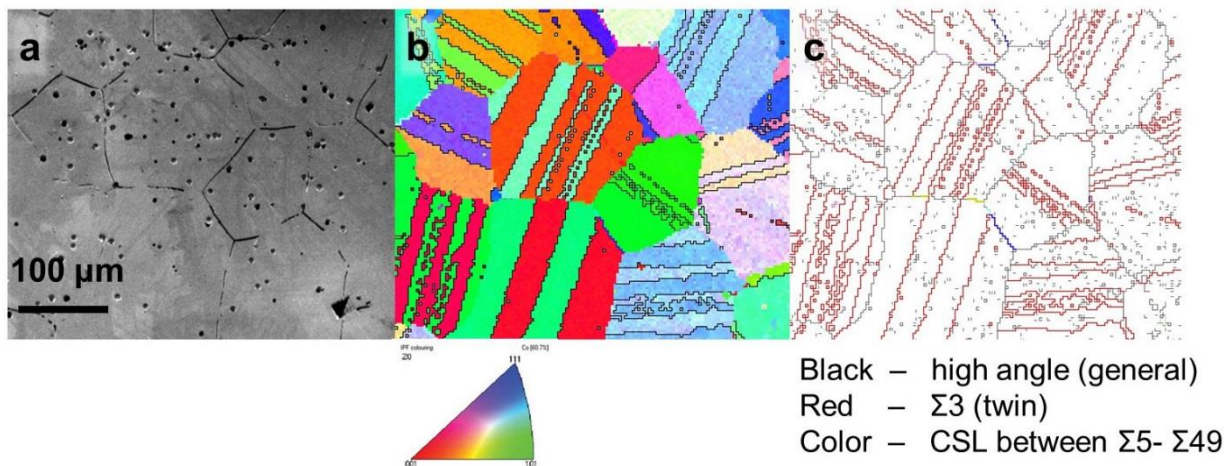 a
b
c
100 µm
IPF colouring
Co [60.7%]
111
001
101
Black – high angle (general)
Red – Σ3 (twin)
Color – CSL between Σ5- Σ49